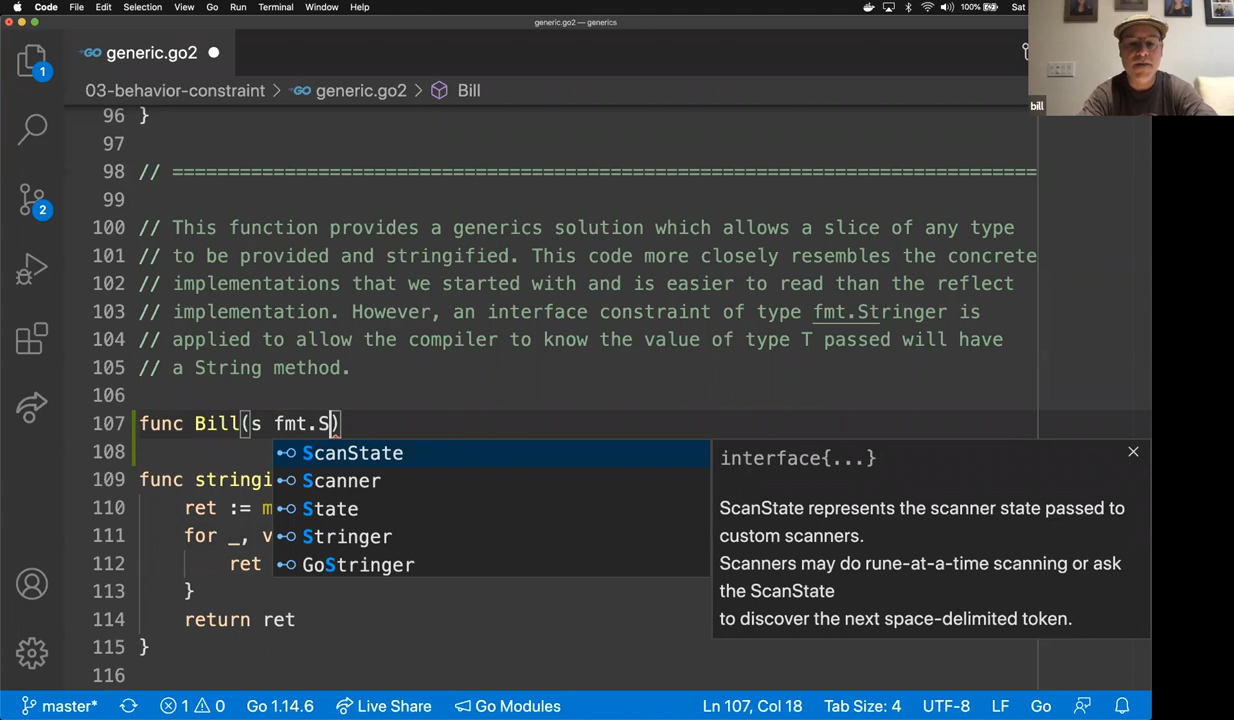 Code File Edit Selection View Go Run Terminal Window Help 100% Sat
generic.go2 — generics
GO generic.go2
03-behavior-constraint > GO generic.go2 > Bill
bill
1
2
96 }
97
98 // =============================================================================
99
100 // This function provides a generics solution which allows a slice of any type
101 // to be provided and stringified. This code more closely resembles the concrete
102 // implementations that we started with and is easier to read than the reflect
103 // implementation. However, an interface constraint of type fmt.Stringer is
104 // applied to allow the compiler to know the value of type T passed will have
105 // a String method.
106
107 func Bill(s fmt.S)
108
109 func stringi
110 ret := m
111 for _, v
112 ret
113 }
114 return ret
115 }
116
ScanState
Scanner
State
Stringer
GoStringer
interface{...}
ScanState represents the scanner state passed to
custom scanners.
Scanners may do rune-at-a-time scanning or ask
the ScanState
to discover the next space-delimited token.
master* 1 0 Go 1.14.6 Live Share Go Modules Ln 107, Col 18 Tab Size: 4 UTF-8 LF Go